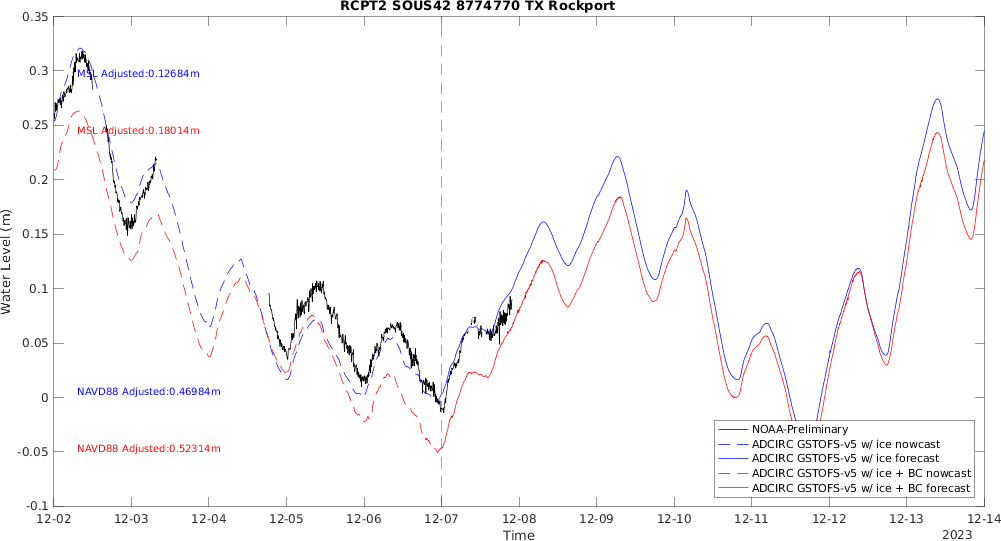 RCPT2 SOUS42 8774770 TX Rockport
0.35
0.3
0.25
0.2
0.15
0.1
0.05
0
-0.05
-0.1
Water Level (m)
MSL Adjusted:0.12684m
MSL Adjusted:0.18014m
NAVD88 Adjusted:0.46984m
NAVD88 Adjusted:0.52314m
NOAA-Preliminary
ADCIRC GSTOFS-v5 w/ ice nowcast
ADCIRC GSTOFS-v5 w/ ice forecast
ADCIRC GSTOFS-v5 w/ ice + BC nowcast
ADCIRC GSTOFS-v5 w/ ice + BC forecast
12-02 12-03 12-04 12-05 12-06 12-07 12-08 12-09 12-10 12-11 12-12 12-13 12-14
Time
2023